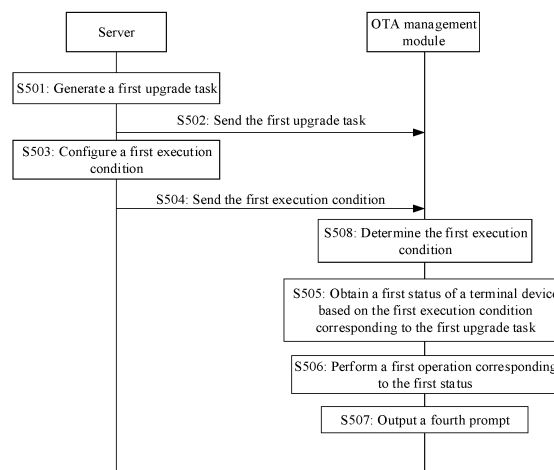 Server
OTA management
module
S501: Generate a first upgrade task
S502: Send the first upgrade task
S503: Configure a first execution
condition
S504: Send the first execution condition
S508: Determine the first execution
condition
S505: Obtain a first status of a terminal device
based on the first execution condition
corresponding to the first upgrade task
S506: Perform a first operation corresponding
to the first status
S507: Output a fourth prompt